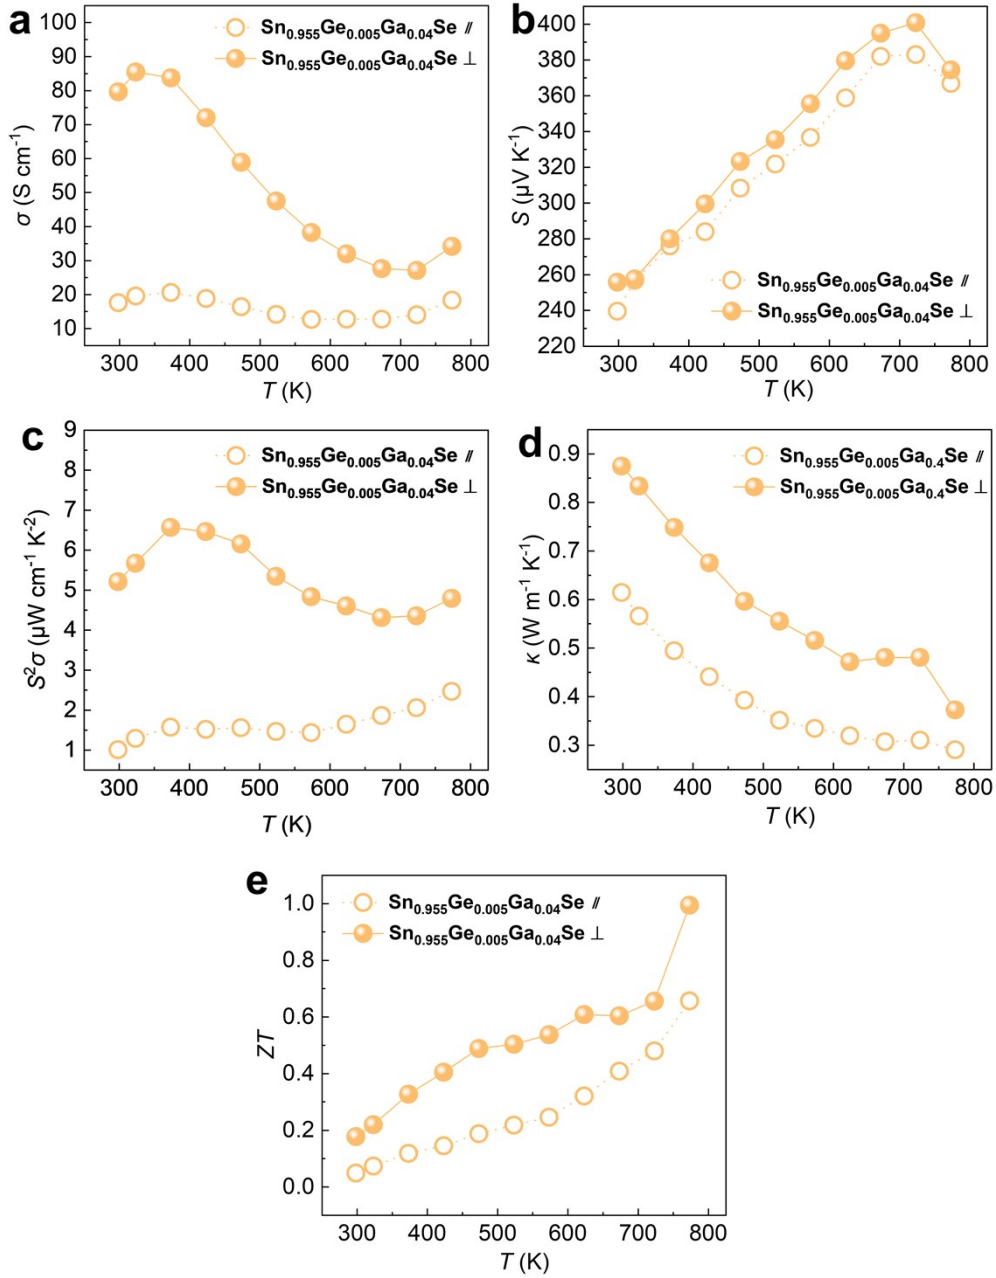 a
Sn0.955Ge0.005Ga0.04Se //
Sn0.955Ge0.005Ga0.04Se ⊥
100
90
80
70
60
50
40
30
20
10
σ (S cm-1)
300 400 500 600 700 800
T (K)
b
400
380
360
340
320
300
280
260
240
220
S (μV K-1)
Sn0.955Ge0.005Ga0.04Se //
Sn0.955Ge0.005Ga0.04Se ⊥
300 400 500 600 700 800
T (K)
c
Sn0.955Ge0.005Ga0.04Se //
Sn0.955Ge0.005Ga0.04Se ⊥
9
8
7
6
5
4
3
2
1
S2σ (μW cm-1 K-2)
300 400 500 600 700 800
T (K)
d
Sn0.955Ge0.005Ga0.4Se //
Sn0.955Ge0.005Ga0.4Se ⊥
0.9
0.8
0.7
0.6
0.5
0.4
0.3
κ (W m-1 K-1)
300 400 500 600 700 800
T (K)
e
Sn0.955Ge0.005Ga0.04Se //
Sn0.955Ge0.005Ga0.04Se ⊥
1.0
0.8
0.6
0.4
0.2
0.0
ZT
300 400 500 600 700 800
T (K)